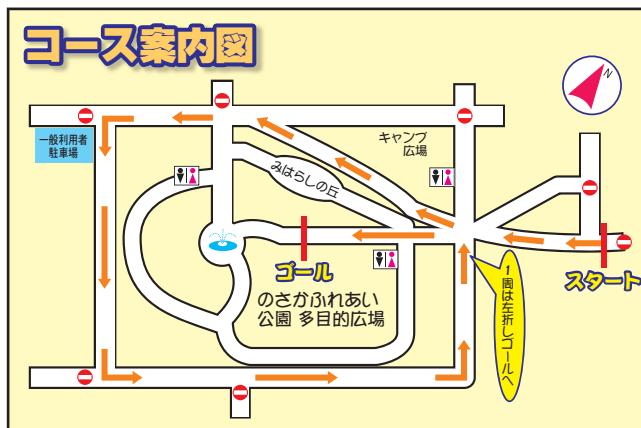 コース案内図
N
一般利用者
駐車場
キャンプ
広場
みはらしの丘
ゴール
スタート
のさかふれあい
公園 多目的広場
1周は左折しゴールへ